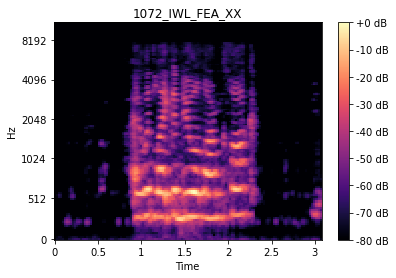 1072_IWL_FEA_XX
+0 dB
8192
-10 dB
4096
-20 dB
-30 dB
2048
-40 dB
Hz
1024
-50 dB
512
-60 dB
-70 dB
0
-80 dB
0 0.5 1 1.5 2 2.5 3
Time